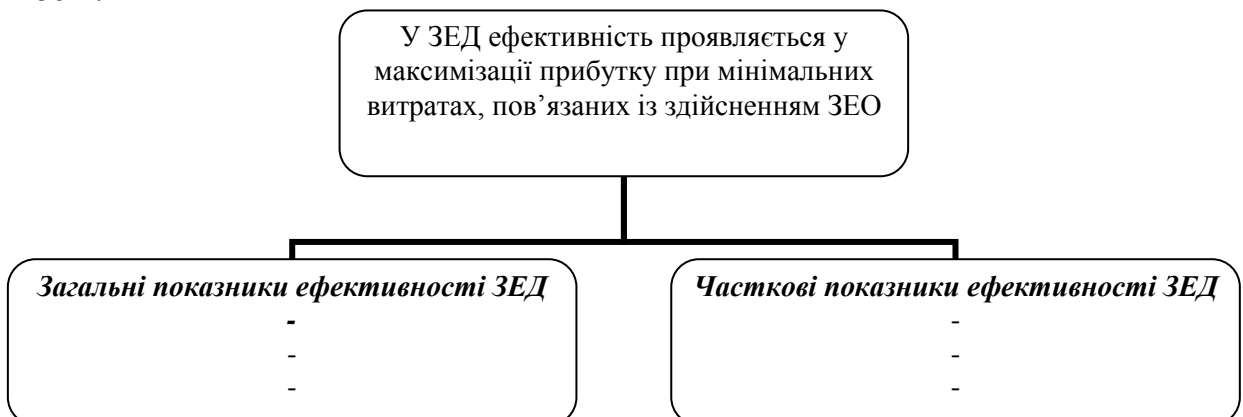 У ЗЕД ефективність проявляється у
максимізації прибутку при мінімальних
витратах, пов’язаних із здійсненням ЗЕО
Загальні показники ефективності ЗЕД
-
-
-
Часткові показники ефективності ЗЕД
-
-
-